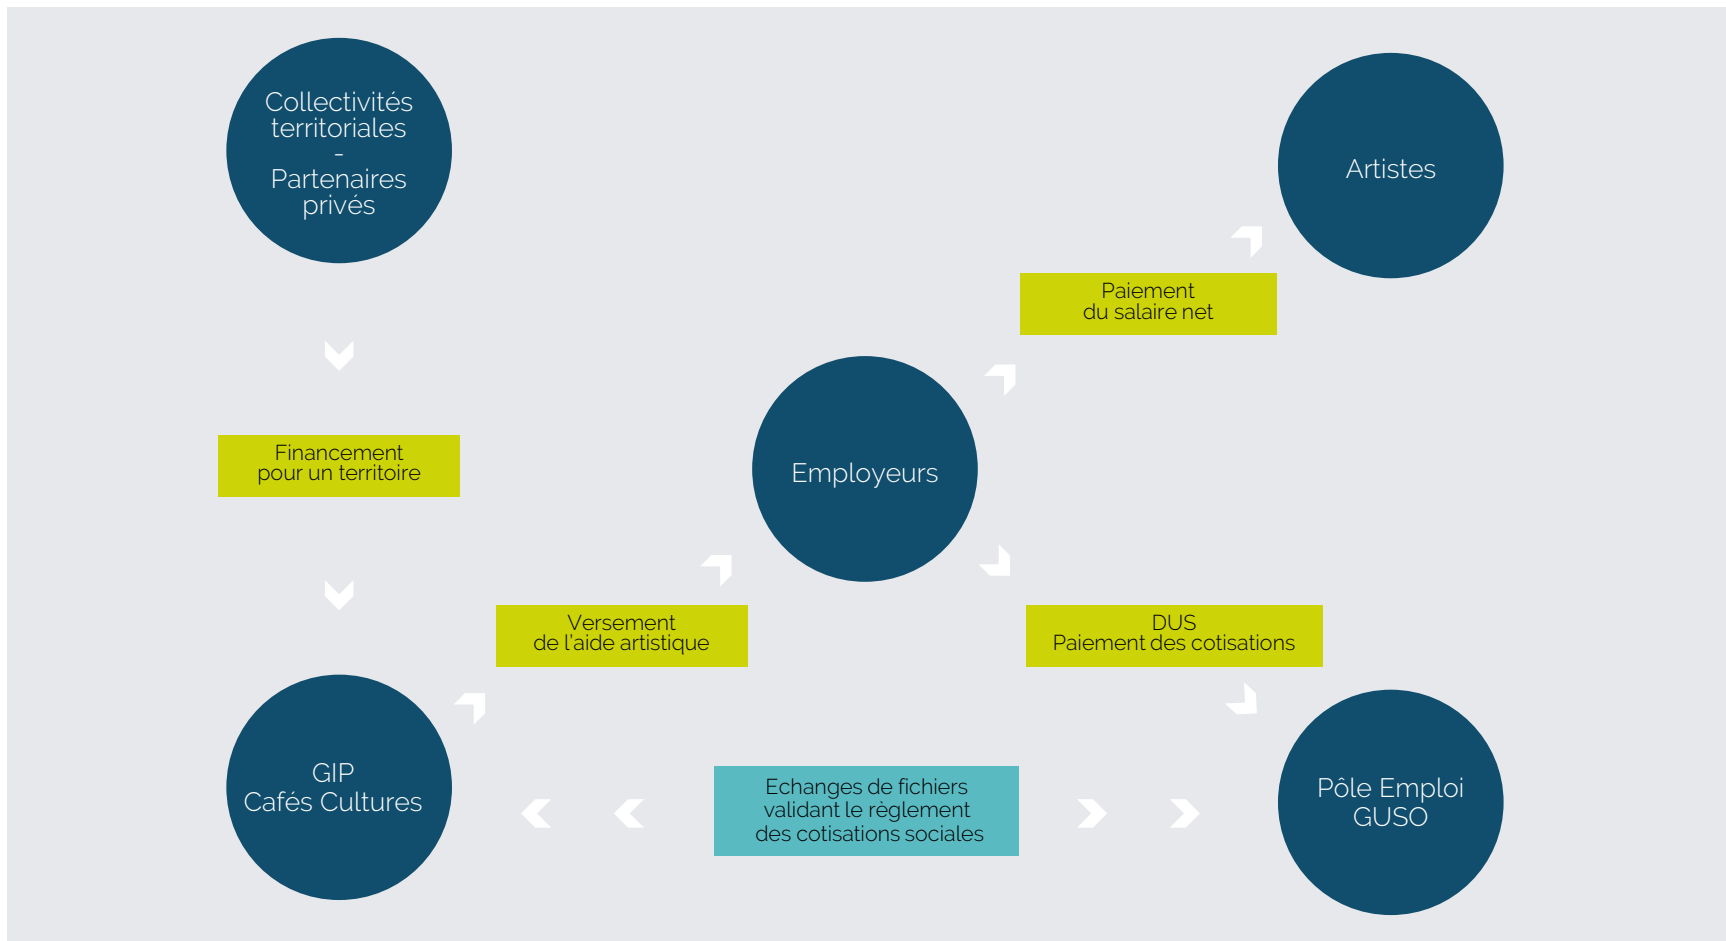 Collectivités
territoriales
-
Partenaires
privés
Artistes
Paiement
du salaire net
Financement
pour un territoire
Employeurs
Versement
de l’aide artistique
DUS
Paiement des cotisations
GIP
Cafés Cultures
Echanges de fichiers
validant le règlement
des cotisations sociales
Pôle Emploi
GUSO